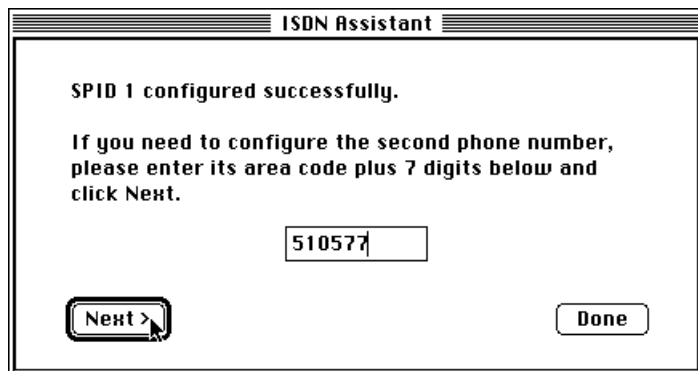 ISDN Assistant
SPID 1 configured successfully.
If you need to configure the second phone number,
please enter its area code plus 7 digits below and
click Next.
510577
Next >
Done